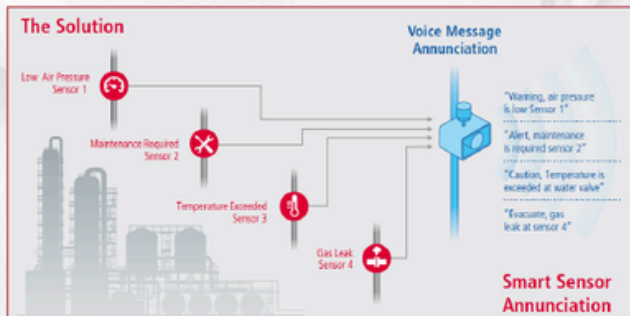 The Solution
Voice Message
Annunciation
Low Air Pressure
Sensor 1
Maintenance Required
Sensor 2
Temperature Exceeded
Sensor 3
Gas Leak
Sensor 4
"Warning, air pressure
is low Sensor 1"
"Alert, maintenance
is required sensor 2"
"Caution, Temperature is
exceeded at water valve"
"Evacuate, gas
leak at sensor 4"
Smart Sensor
Annunciation